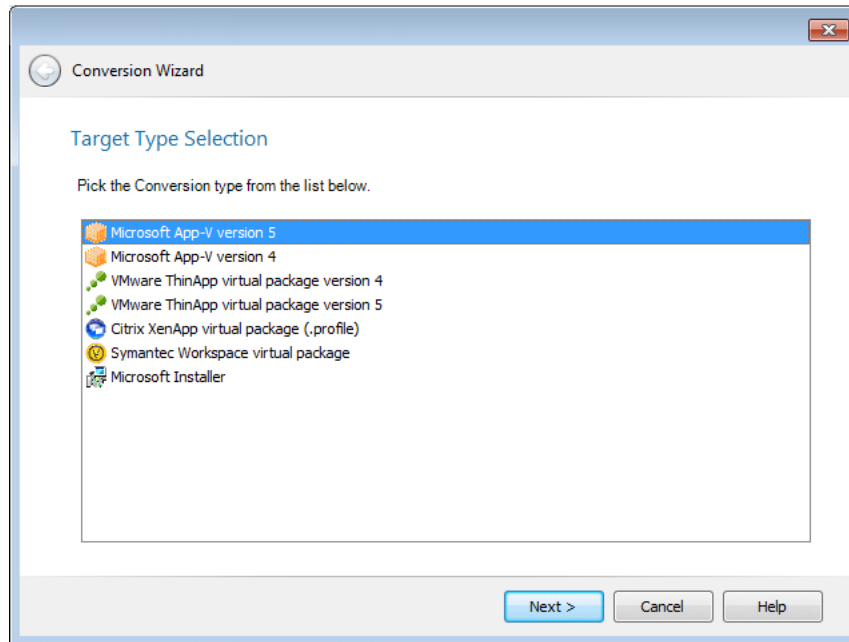 Conversion Wizard
Target Type Selection
Pick the Conversion type from the list below.
Microsoft App-V version 5
Microsoft App-V version 4
VMware ThinApp virtual package version 4
VMware ThinApp virtual package version 5
Citrix XenApp virtual package (.profile)
Symantec Workspace virtual package
Microsoft Installer
Next > Cancel Help